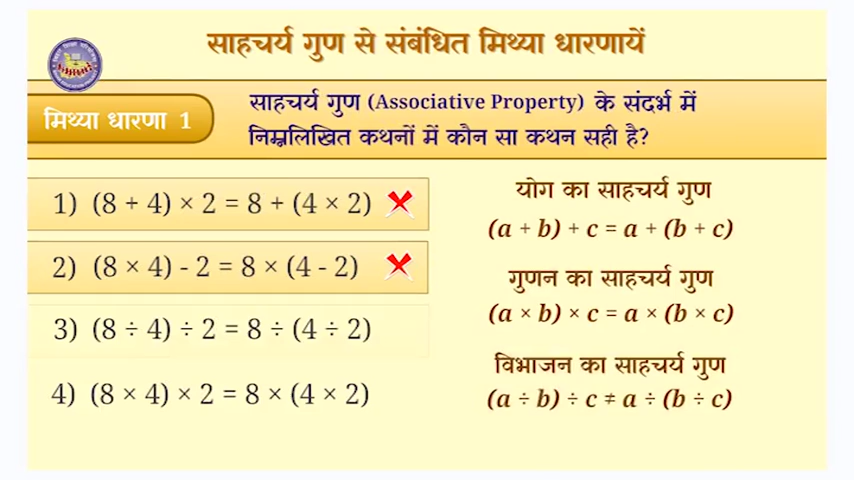 साहचर्य गुण से संबंधित मिथ्या धारणायें
मिथ्या धारणा 1
साहचर्य गुण (Associative Property) के संदर्भ में
निम्नलिखित कथनों में कौन सा कथन सही है?
1) (8 + 4) × 2 = 8 + (4 × 2)
2) (8 × 4) - 2 = 8 × (4 - 2)
3) (8 ÷ 4) ÷ 2 = 8 ÷ (4 ÷ 2)
4) (8 × 4) × 2 = 8 × (4 × 2)
योग का साहचर्य गुण
(a + b) + c = a + (b + c)
गुणन का साहचर्य गुण
(a × b) × c = a × (b × c)
विभाजन का साहचर्य गुण
(a ÷ b) ÷ c ≠ a ÷ (b ÷ c)